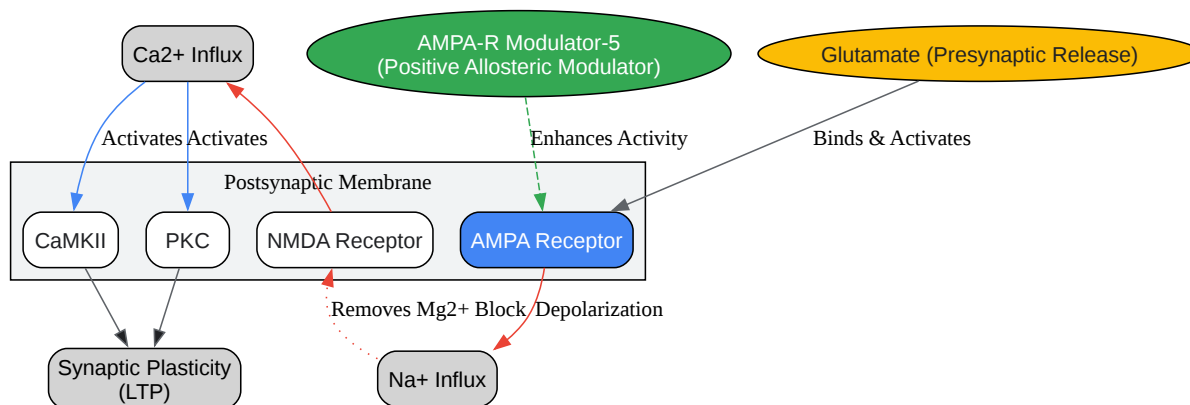 Ca2+ Influx
AMPA-R Modulator-5
(Positive Allosteric Modulator)
Glutamate (Presynaptic Release)
Activates
Activates
Enhances Activity
Binds & Activates
Postsynaptic Membrane
CaMKII
PKC
NMDA Receptor
AMPA Receptor
Removes Mg2+ Block
Depolarization
Synaptic Plasticity
(LTP)
Na+ Influx